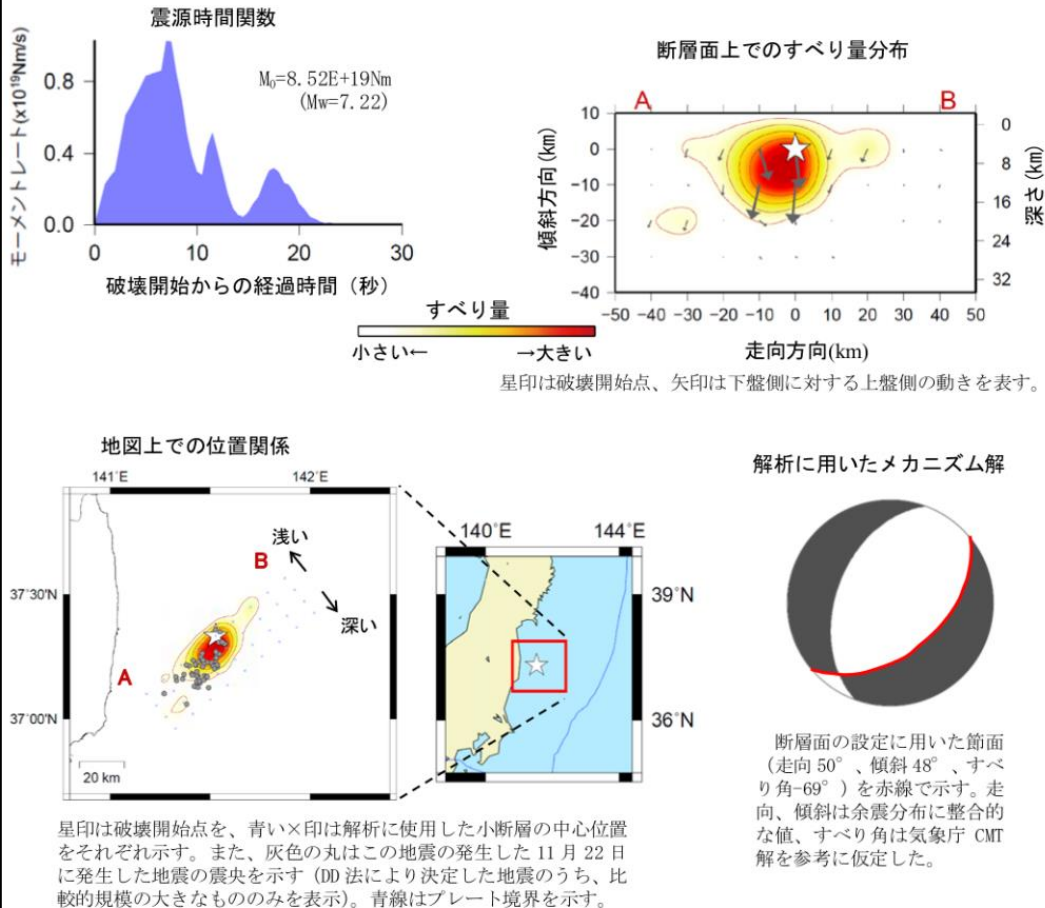 震源時間関数
モーメントレート(x10¹⁹Nm/s)
0.8
0.4
0.0
M₀=8.52E+19Nm
(Mw=7.22)
0 10 20 30
破壊開始からの経過時間（秒）
断層面上でのすべり量分布
A B
傾斜方向(km)
10
0
−10
−20
−30
−40
0
8
16
24
32
深さ(km)
−50 −40 −30 −20 −10 0 10 20 30 40 50
走向方向(km)
すべり量
小さい← →大きい
星印は破壊開始点、矢印は下盤側に対する上盤側の動きを表す。
地図上での位置関係
141˚E 142˚E
37˚30'N
37˚00'N
浅い
B
深い
A
20 km
140˚E 144˚E
39˚N
36˚N
星印は破壊開始点を、青い×印は解析に使用した小断層の中心位置
をそれぞれ示す。また、灰色の丸はこの地震の発生した 11 月 22 日
に発生した地震の震央を示す（DD 法により決定した地震のうち、比
較的規模の大きなもののみを表示）。青線はプレート境界を示す。
解析に用いたメカニズム解
断層面の設定に用いた節面
（走向 50°、傾斜 48°、すべ
り角-69°）を赤線で示す。走
向、傾斜は余震分布に整合的
な値、すべり角は気象庁 CMT
解を参考に仮定した。